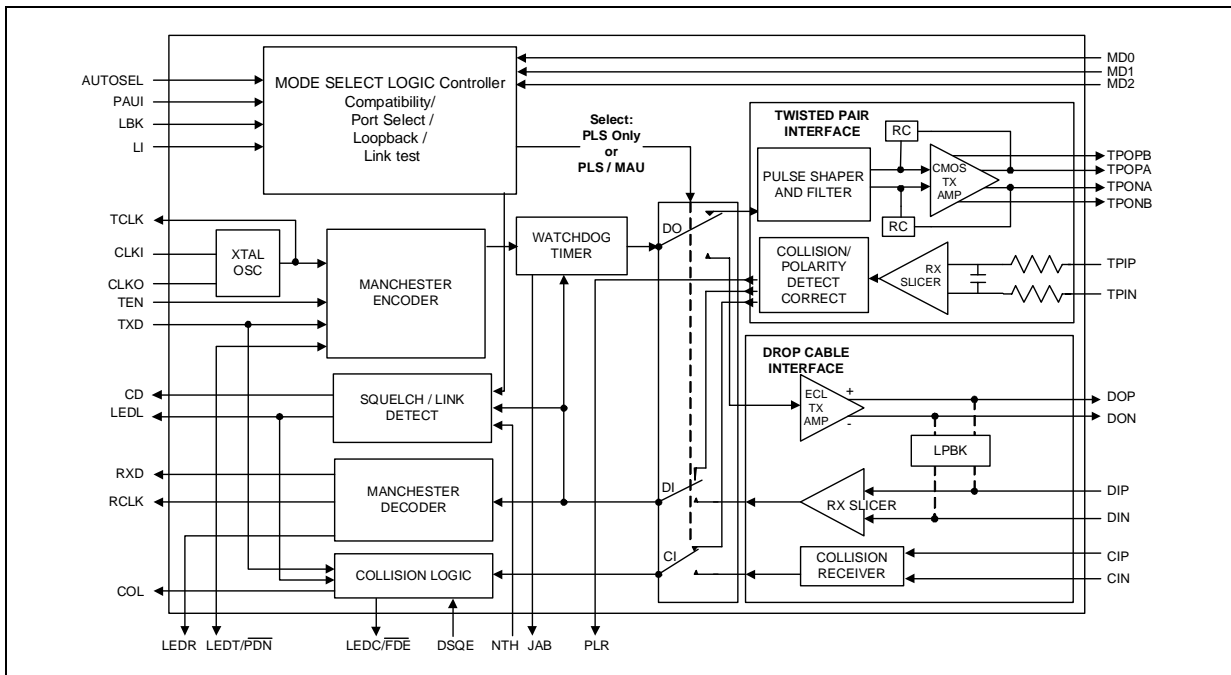 AUTOSEL
PAUI
LBK
LI
TCLK
CLKI
CLKO
TEN
TXD
CD
LEDL
RXD
RCLK
COL
MODE SELECT LOGIC Controller
Compatibility/
Port Select /
Loopback /
Link test
Select:
PLS Only
or
PLS / MAU
XTAL
OSC
MANCHESTER
ENCODER
WATCHDOG
TIMER
SQUELCH / LINK
DETECT
MANCHESTER
DECODER
COLLISION LOGIC
DO
DI
CI
TWISTED PAIR
INTERFACE
PULSE SHAPER
AND FILTER
RC
CMOS
TX
AMP
RC
COLLISION/
POLARITY
DETECT
CORRECT
RX
SLICER
DROP CABLE
INTERFACE
ECL
TX
AMP
+
-
LPBK
RX SLICER
COLLISION
RECEIVER
MD0
MD1
MD2
TPOPB
TPOPA
TPONA
TPONB
TPIP
TPIN
DOP
DON
DIP
DIN
CIP
CIN
LEDR
LEDT/PDN
LEDC/FDE
DSQE
NTH
JAB
PLR